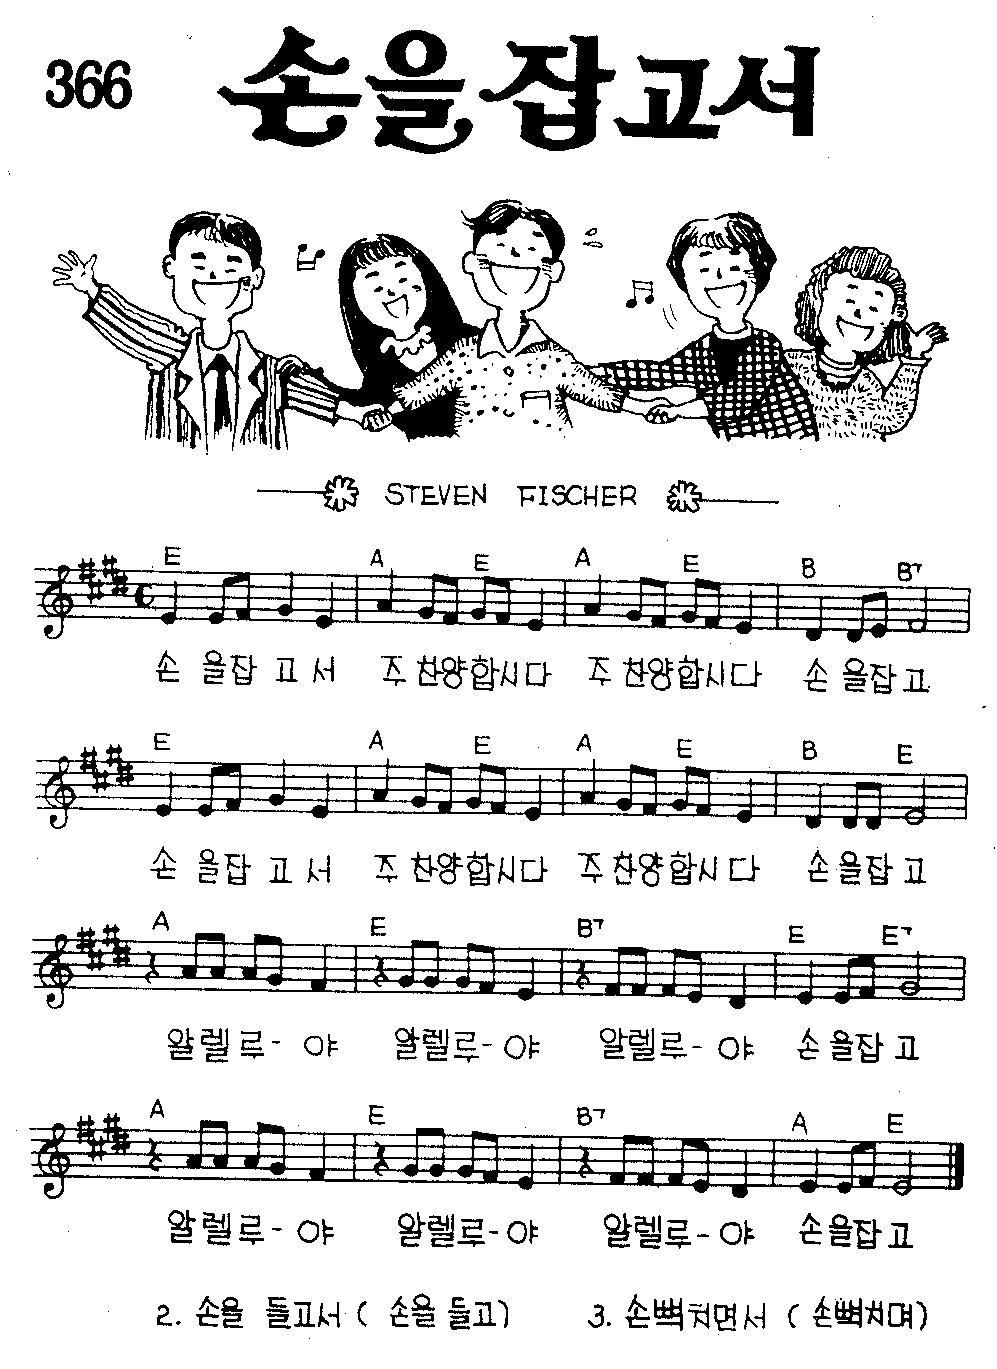 366 손을잡고서
STEVEN FISCHER
E A E A E B B7
손 을잡 고서 주찬양합시다 주찬양합시다 손 을잡고
E A E A E B E
손 을잡 고서 주찬양합시다 주찬양합시다 손을잡고
A E B7 E E7
알렐루- 야 알렐루- 야 알렐루- 야 손을잡고
A E B7 A E
알렐루- 야 알렐루- 야 알렐루- 야 손을잡고
2. 손을 들고서 ( 손을 들고) 3. 손뼉치면서 ( 손뼉치며)